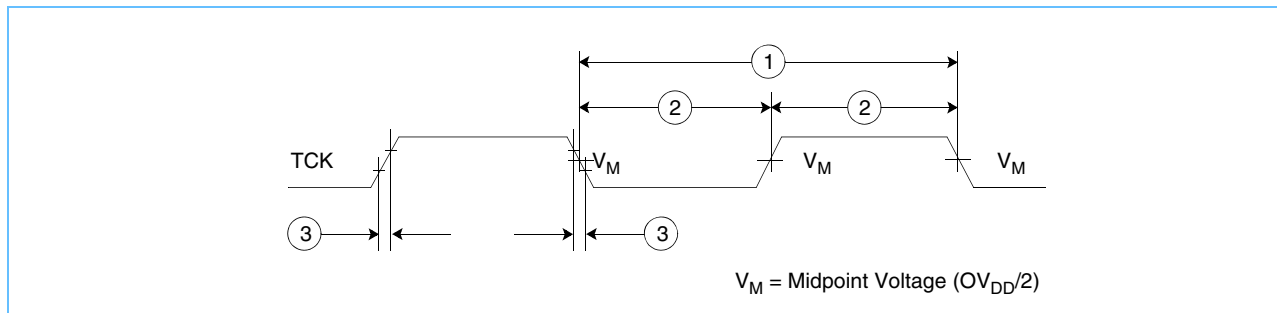 1
2 2
TCK V_M V_M V_M
3 3
V_M = Midpoint Voltage (OV_DD/2)